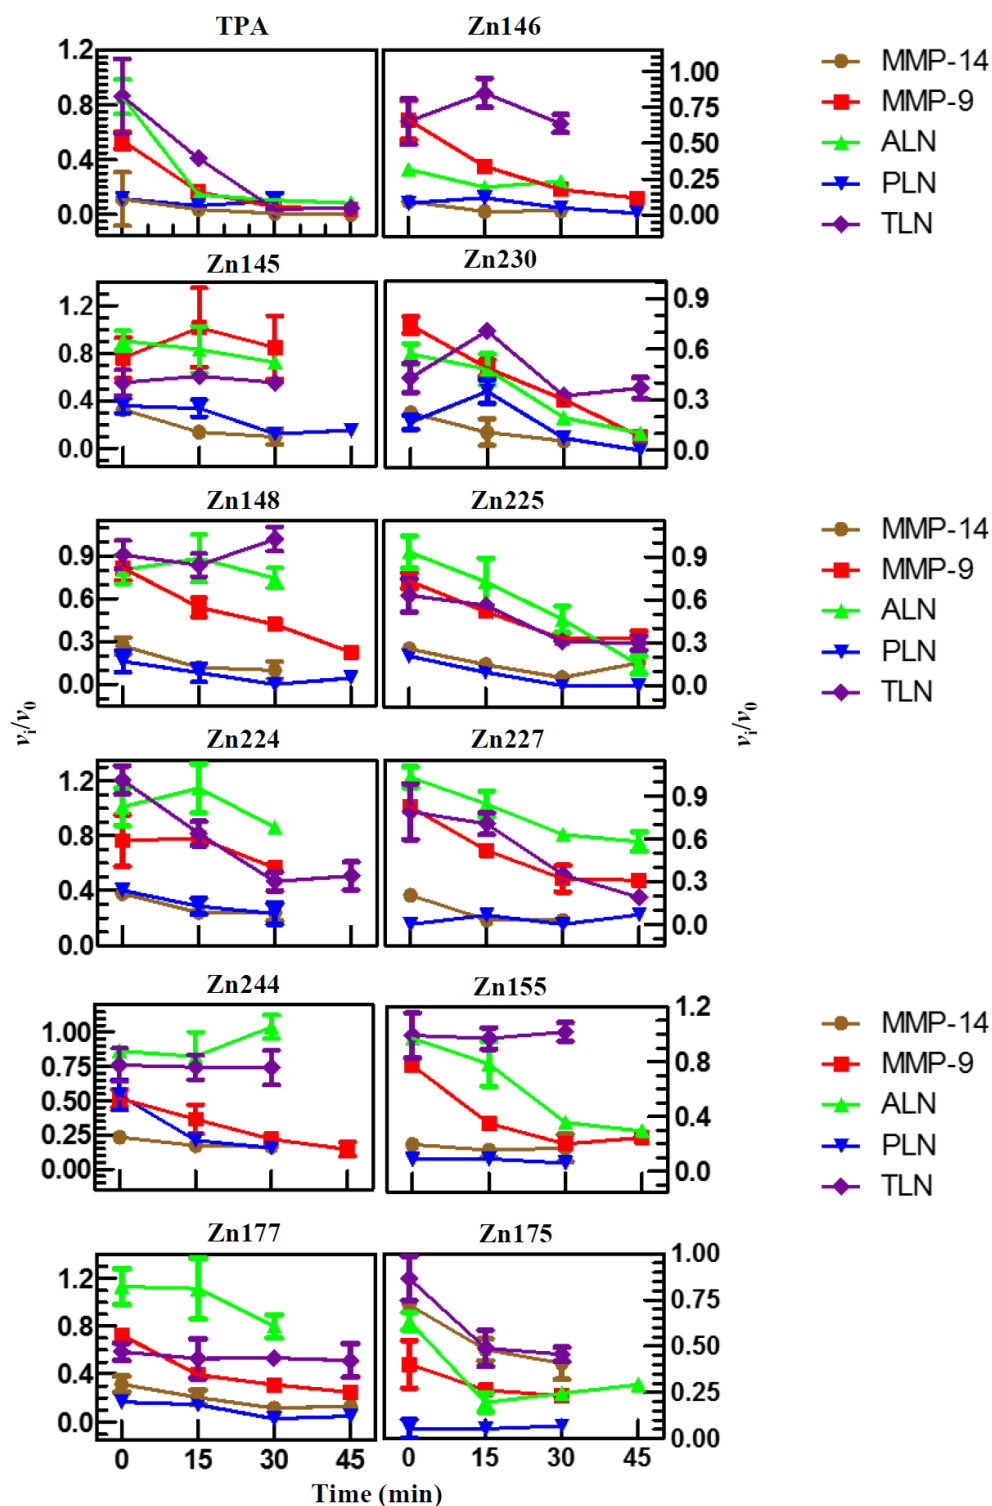 TPA
Zn146
1.2
0.8
0.4
0.0
1.00
0.75
0.50
0.25
0.00
MMP-14
MMP-9
ALN
PLN
TLN
Zn145
Zn230
1.2
0.8
0.4
0.0
0.9
0.6
0.3
0.0
Zn148
Zn225
0.9
0.6
0.3
0.0
0.9
0.6
0.3
0.0
MMP-14
MMP-9
ALN
PLN
TLN
vi/v0
vi/v0
Zn224
Zn227
1.2
0.8
0.4
0.0
0.9
0.6
0.3
0.0
Zn244
Zn155
1.00
0.75
0.50
0.25
0.00
1.2
0.8
0.4
0.0
MMP-14
MMP-9
ALN
PLN
TLN
Zn177
Zn175
1.2
0.8
0.4
0.0
1.00
0.75
0.50
0.25
0.00
0 15 30 45 0 15 30 45
Time (min)